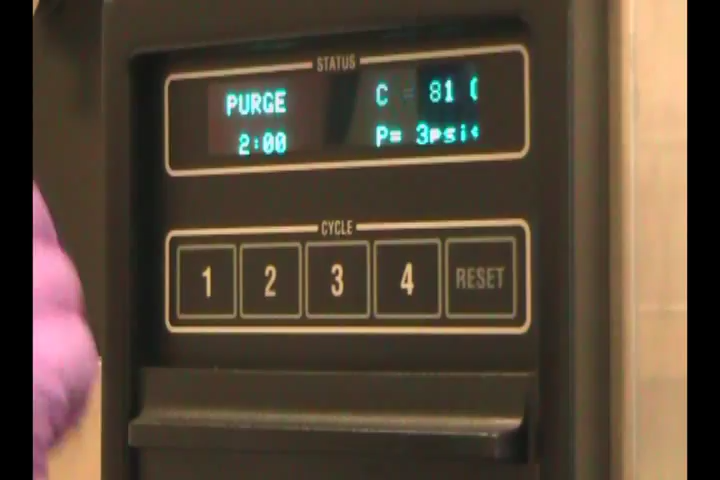 STATUS
PURGE C = 81 C
2:00 P= 3psi
CYCLE
1 2 3 4 RESET